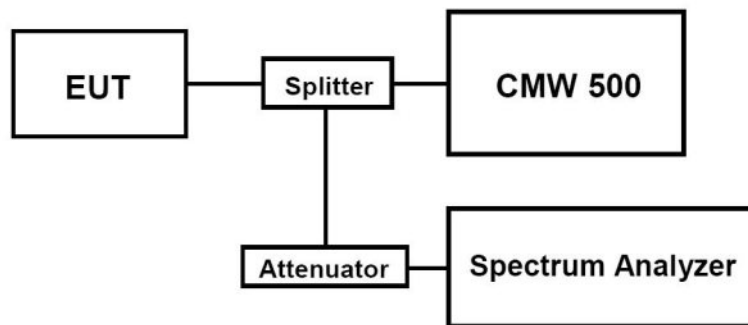 EUT
Splitter
CMW 500
Attenuator
Spectrum Analyzer